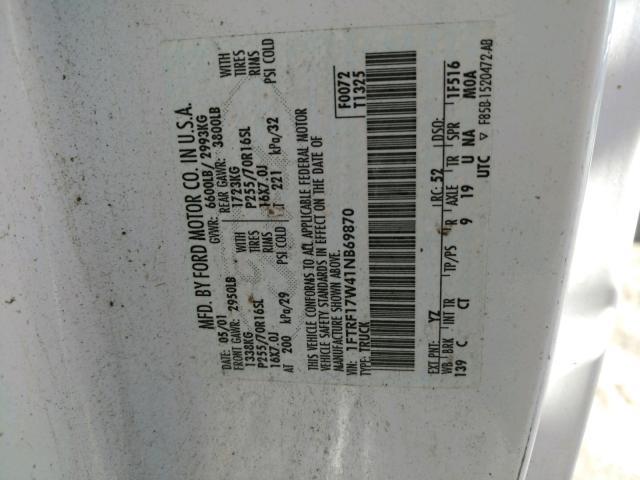 MFD. BY FORD MOTOR CO. IN U.S.A.
DATE: 05/01 GVWR: 6600LB/ 2993KG
FRONT GAWR: 2950LB REAR GAWR: 3800LB
1338KG WITH 1723KG WITH
P255/70R16SL TIRES P255/70R16SL TIRES
16X7.0J RIMS 16X7.0J RIMS
AT 200 kPa/29 PSI COLD AT 221 kPa/32 PSI COLD
THIS VEHICLE CONFORMS TO ALL APPLICABLE FEDERAL MOTOR
VEHICLE SAFETY STANDARDS IN EFFECT ON THE DATE OF
MANUFACTURE SHOWN ABOVE.
VIN: 1FTRF17W41NB69870 F0072
TYPE: TRUCK T1325
EXT PNT: YZ RC: 52 DSO:
WB BRK INT TR TP/PS R AXLE TR SPR 1F516
139 C CT 9 19 U NA M0A
UTC F85B-1520472-AB